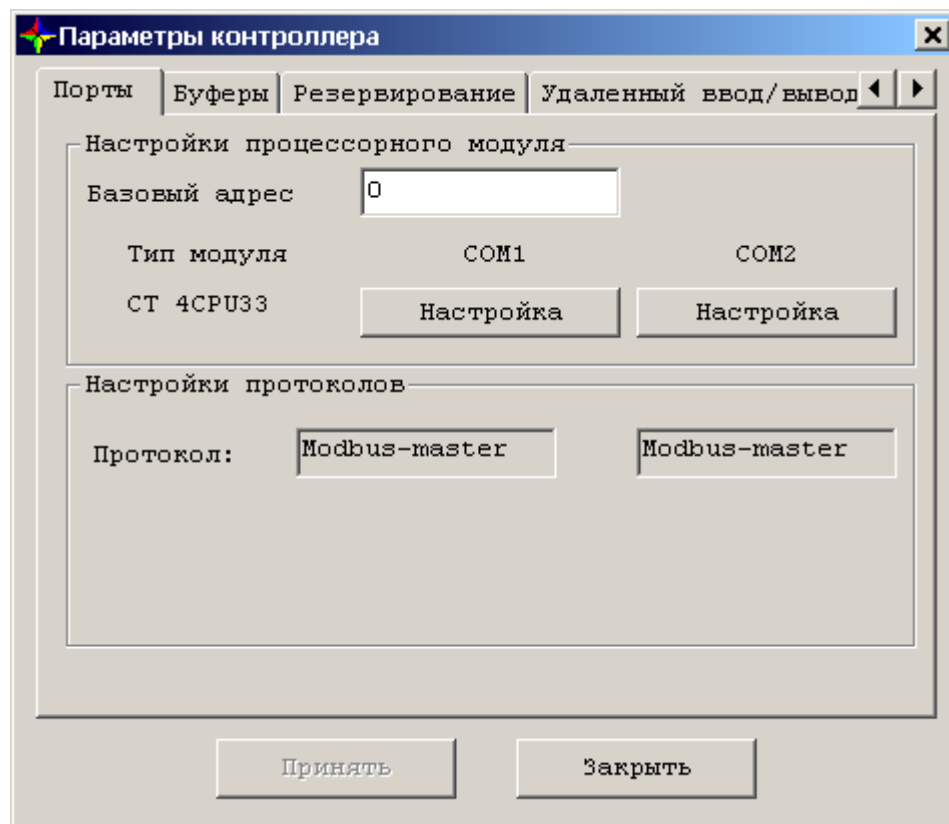 Параметры контроллера
Порты Буферы Резервирование Удаленный ввод/вывод
Настройки процессорного модуля
Базовый адрес 0
Тип модуля COM1 COM2
СТ 4CPU33 Настройка Настройка
Настройки протоколов
Протокол: Modbus-master Modbus-master
Принять Закрыть